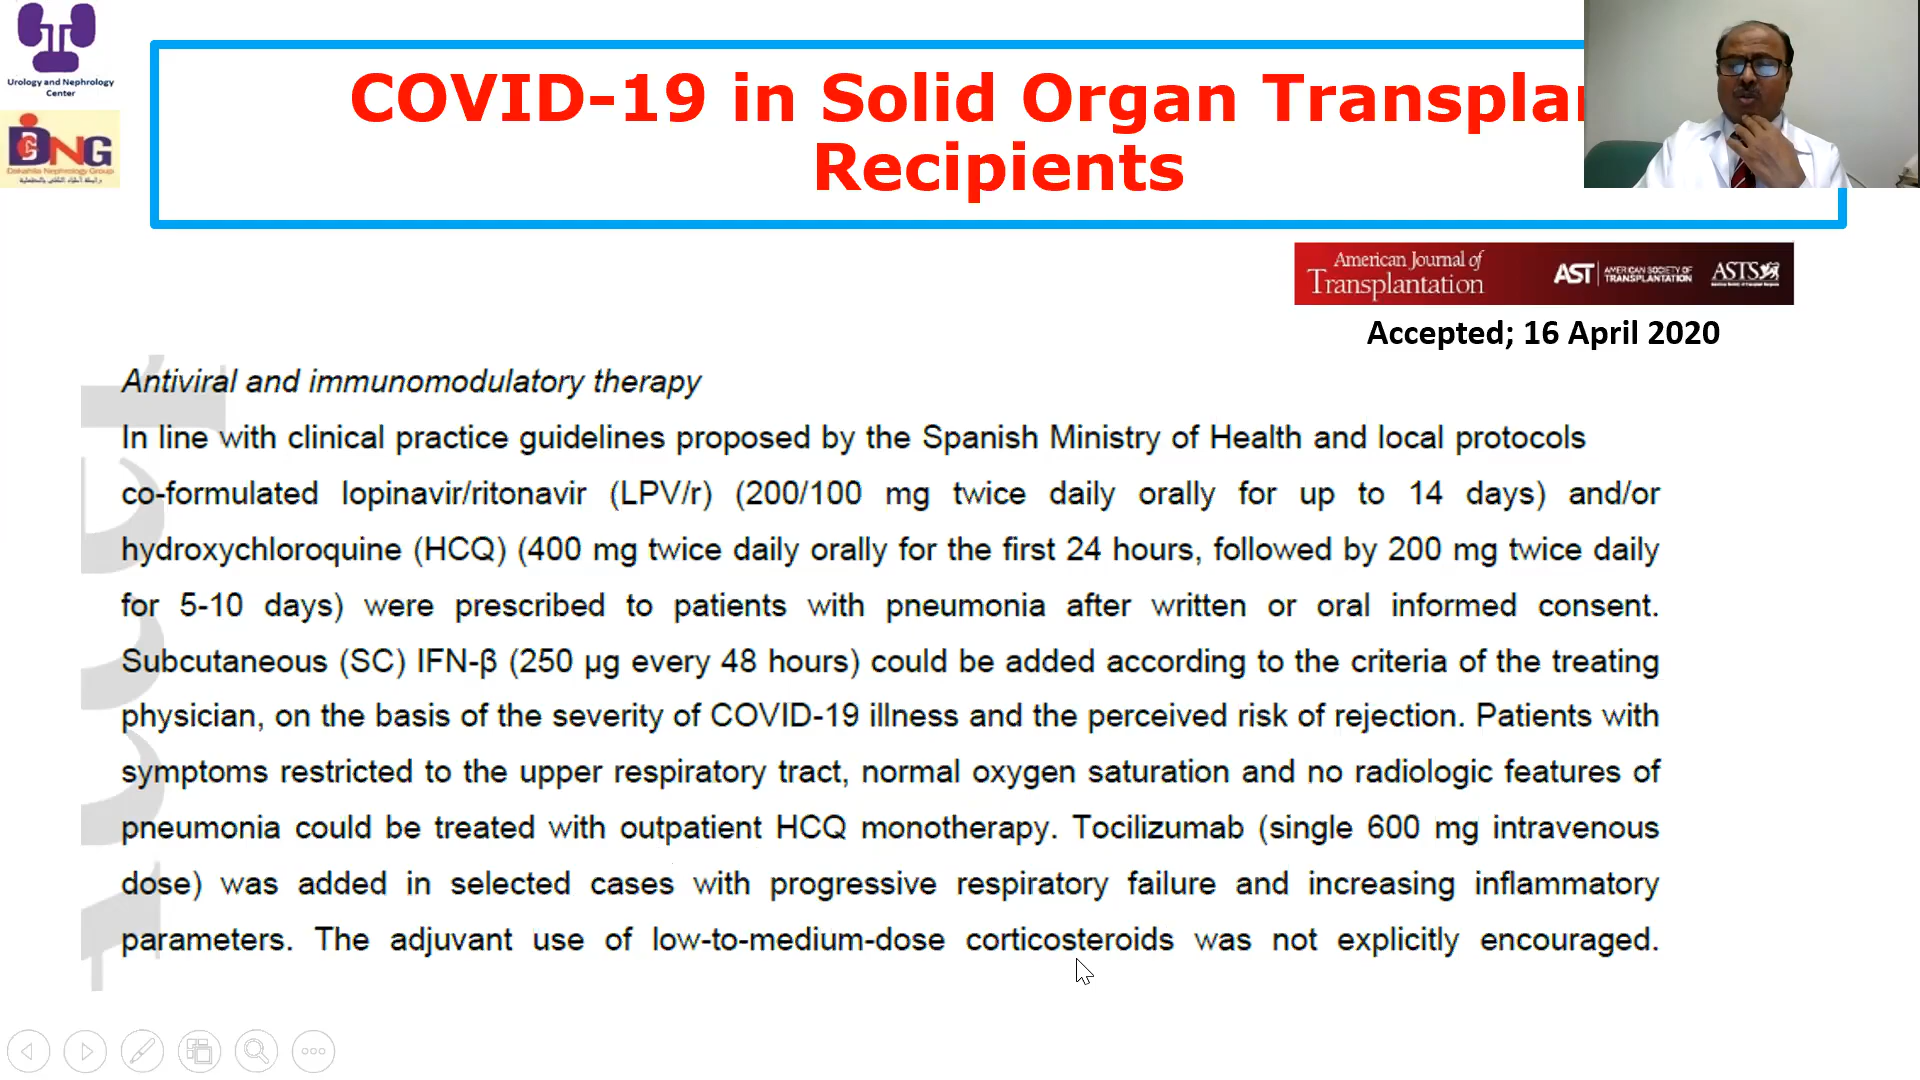 Urology and Nephrology
Center
DNG
Dakahlia Nephrology Group
COVID-19 in Solid Organ Transplan
Recipients
American Journal of
Transplantation
AST
AMERICAN SOCIETY OF
TRANSPLANTATION
ASTS
Accepted; 16 April 2020
Antiviral and immunomodulatory therapy
In line with clinical practice guidelines proposed by the Spanish Ministry of Health and local protocols
co-formulated lopinavir/ritonavir (LPV/r) (200/100 mg twice daily orally for up to 14 days) and/or
hydroxychloroquine (HCQ) (400 mg twice daily orally for the first 24 hours, followed by 200 mg twice daily
for 5-10 days) were prescribed to patients with pneumonia after written or oral informed consent.
Subcutaneous (SC) IFN-β (250 µg every 48 hours) could be added according to the criteria of the treating
physician, on the basis of the severity of COVID-19 illness and the perceived risk of rejection. Patients with
symptoms restricted to the upper respiratory tract, normal oxygen saturation and no radiologic features of
pneumonia could be treated with outpatient HCQ monotherapy. Tocilizumab (single 600 mg intravenous
dose) was added in selected cases with progressive respiratory failure and increasing inflammatory
parameters. The adjuvant use of low-to-medium-dose corticosteroids was not explicitly encouraged.